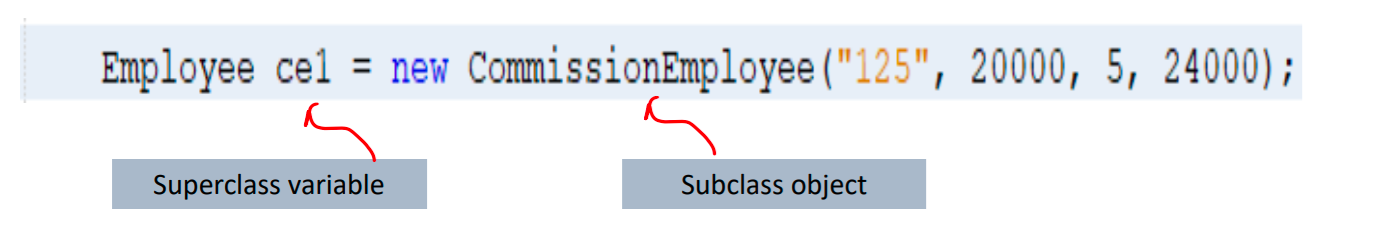 Employee ce1 = new CommissionEmployee("125", 20000, 5, 24000);
Superclass variable
Subclass object